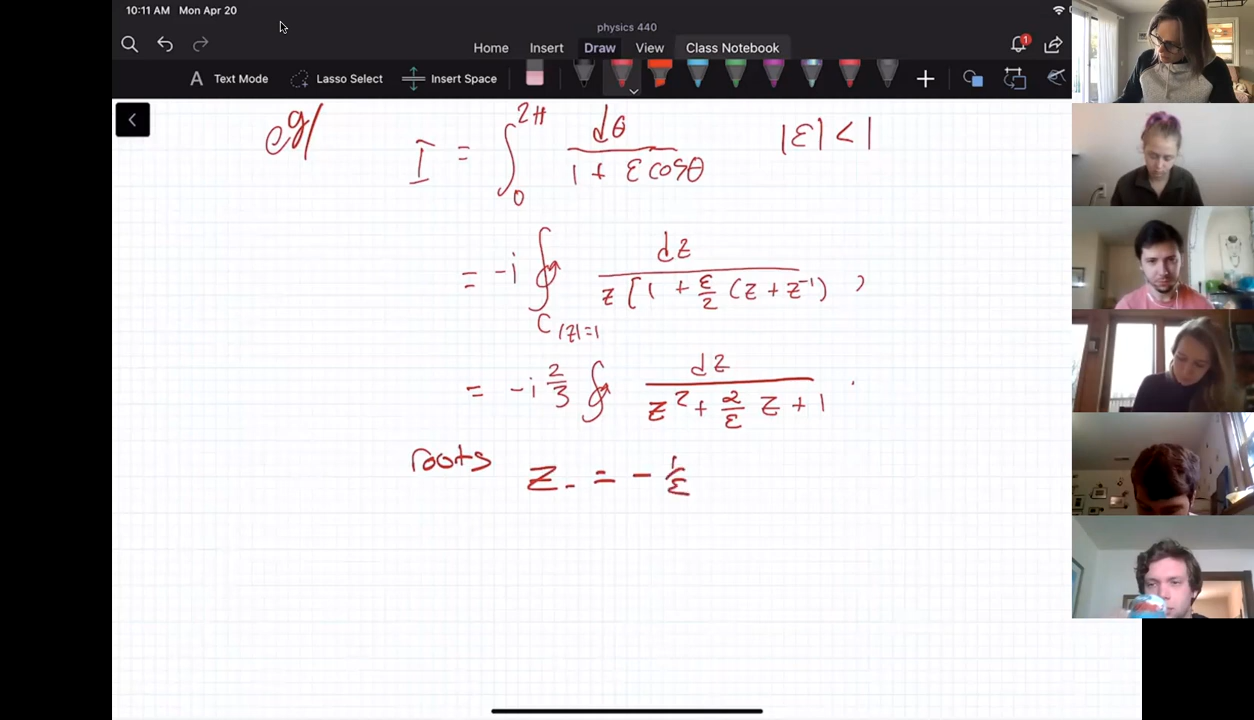 10:11 AM Mon Apr 20
physics 440
Home Insert Draw View Class Notebook
1
A Text Mode Lasso Select Insert Space
eg/ I = ∫₀^{2π} dθ / (1 + ε cosθ) |ε| < 1
= -i ∮_{C |z|=1} dz / z[1 + ε/2 (z + z⁻¹) ,
= -i 2/3 ∮ dz / z² + 2/ε z + 1 .
roots z₋ = - 1/ε